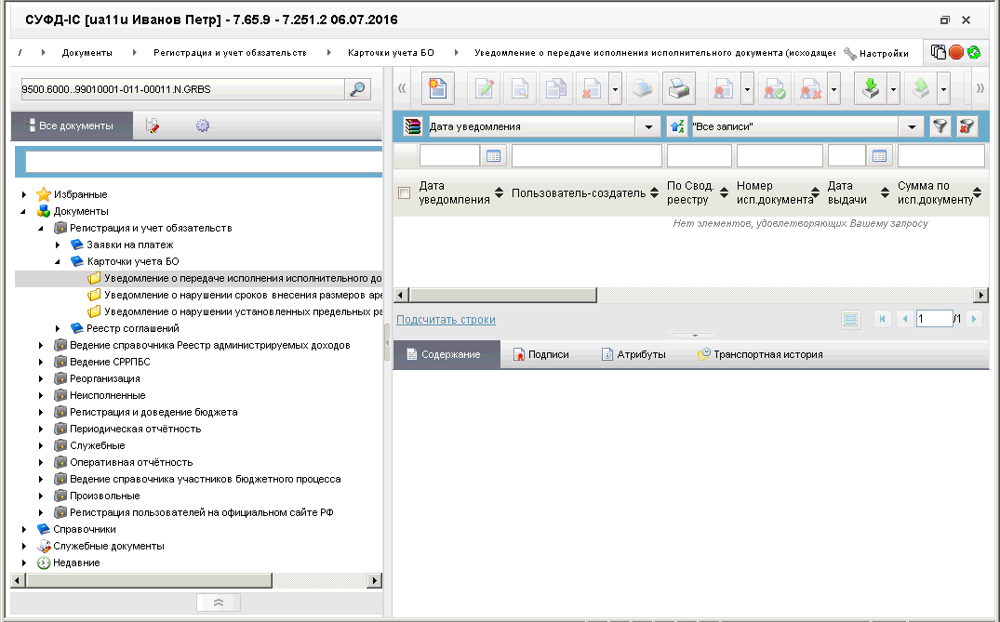 СУФД-IC [ua11u Иванов Петр] - 7.65.9 - 7.251.2 06.07.2016
/ Документы Регистрация и учет обязательств Карточки учета БО Уведомление о передаче исполнения исполнительного документа (исходящее Настройки
9500.6000..99010001-011-00011.N.GRBS
Все документы
Дата уведомления "Все записи"
Дата уведомления
Пользователь-создатель
По Свод. реестру
Номер исп.документа
Дата выдачи
Сумма по исп.документу
Нет элементов, удовлетворяющих Вашему запросу
Избранные
Документы
Регистрация и учет обязательств
Заявки на платеж
Карточки учета БО
Уведомление о передаче исполнения исполнительного до
Уведомление о нарушении сроков внесения размеров аре
Уведомление о нарушении установленных предельных ра
Реестр соглашений
Ведение справочника Реестр администрируемых доходов
Ведение СРРПБС
Реорганизация
Неисполненные
Регистрация и доведение бюджета
Периодическая отчётность
Служебные
Оперативная отчётность
Ведение справочника участников бюджетного процесса
Произвольные
Регистрация пользователей на официальном сайте РФ
Справочники
Служебные документы
Недавние
Подсчитать строки
1 /1
Содержание Подписи Атрибуты Транспортная история